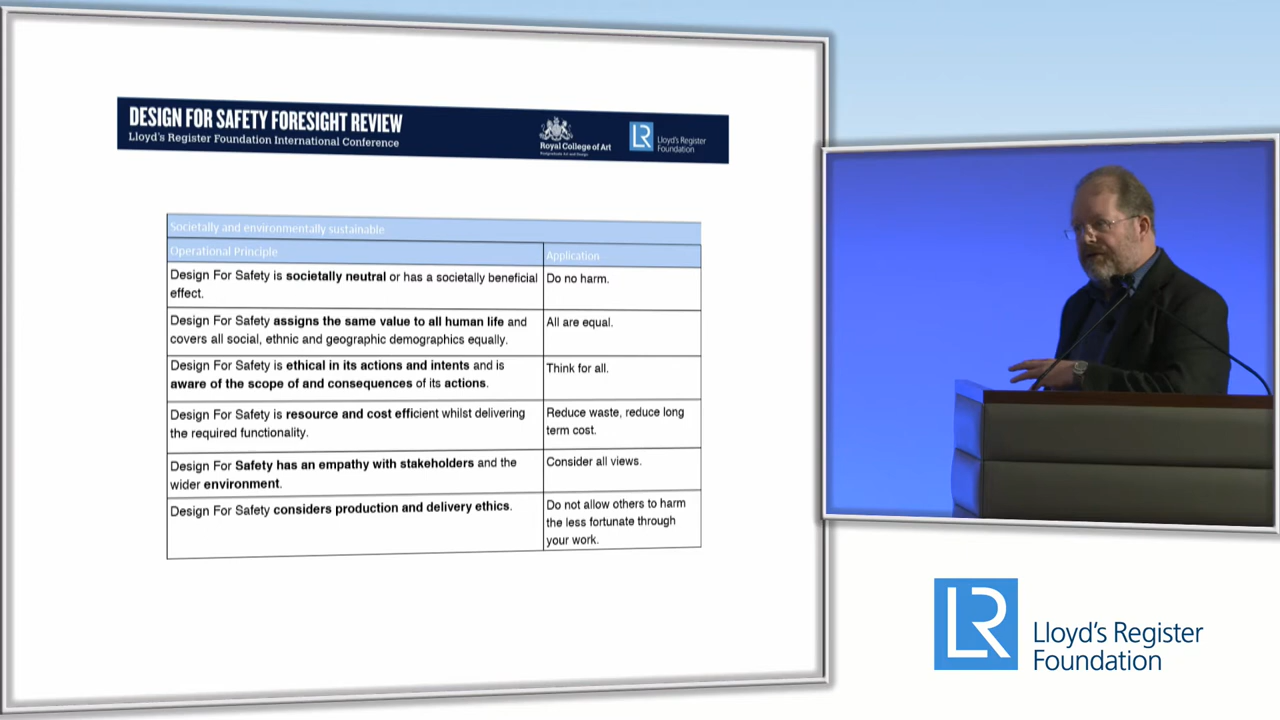 DESIGN FOR SAFETY FORESIGHT REVIEW
Lloyd's Register Foundation International Conference
Royal College of Art
Postgraduate Art and Design
LR
Lloyd's Register
Foundation
Societally and environmentally sustainable
Operational Principle
Application
Design For Safety is societally neutral or has a societally beneficial
effect.
Do no harm.
Design For Safety assigns the same value to all human life and
covers all social, ethnic and geographic demographics equally.
All are equal.
Design For Safety is ethical in its actions and intents and is
aware of the scope of and consequences of its actions.
Think for all.
Design For Safety is resource and cost efficient whilst delivering
the required functionality.
Reduce waste, reduce long
term cost.
Design For Safety has an empathy with stakeholders and the
wider environment.
Consider all views.
Design For Safety considers production and delivery ethics.
Do not allow others to harm
the less fortunate through
your work.
LR
Lloyd's Register
Foundation